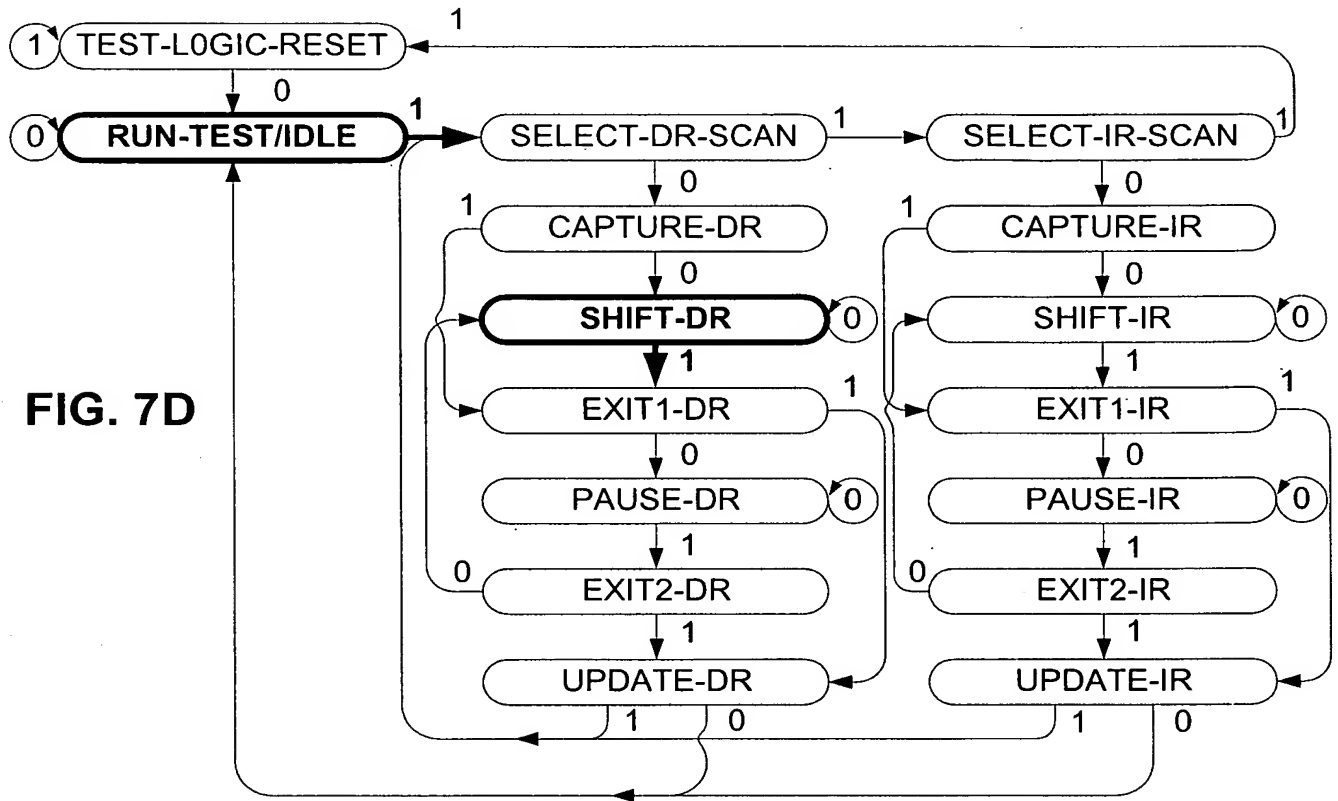 1
1 TEST-L0GIC-RESET
0
1
0 RUN-TEST/IDLE
SELECT-DR-SCAN 1 SELECT-IR-SCAN 1
0 0
1 CAPTURE-DR 1 CAPTURE-IR
0 0
SHIFT-DR 0 SHIFT-IR 0
1 1
FIG. 7D
EXIT1-DR 1 EXIT1-IR 1
0 0
PAUSE-DR 0 PAUSE-IR 0
1 1
0 EXIT2-DR 0 EXIT2-IR
1 1
UPDATE-DR UPDATE-IR
1 0 1 0